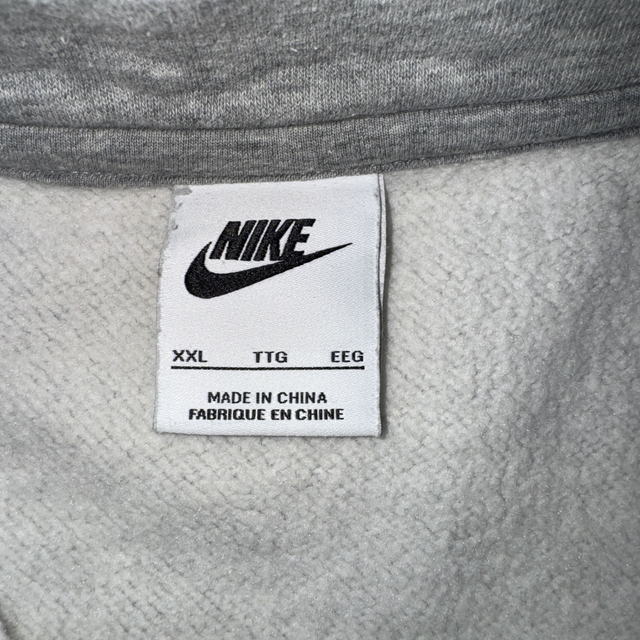 NIKE
XXL TTG EEG
MADE IN CHINA
FABRIQUE EN CHINE